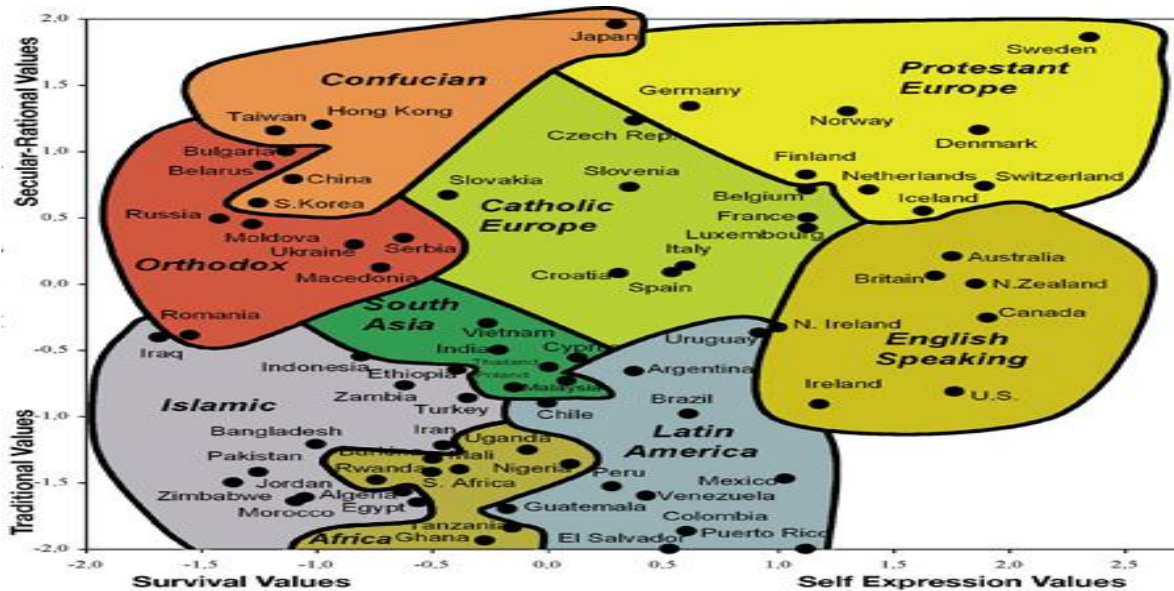 2.0
Japan
Sweden
Confucian
Protestant
Europe
1.5
Germany
Hong Kong
Taiwan
Norway
Czech Rep.
Denmark
1.0
Bulgaria
Finland
Belarus
China
Slovakia
Slovenia
Belgium
Netherlands
Switzerland
S.Korea
Catholic
Europe
Iceland
0.5
Russia
France
Moldova
Luxembourg
Ukraine
Serbia
Italy
Australia
Orthodox
Macedonia
Croatia
Spain
Britain
N.Zealand
0.0
South
Asia
Romania
Vietnam
Canada
Uruguay
N. Ireland
English
Speaking
Iraq
India
Indonesia
Thailand
-0.5
Ethiopia
Poland
Argentina
Malaysia
Zambia
Ireland
U.S.
Islamic
Turkey
Chile
Brazil
-1.0
Bangladesh
Iran
Uganda
Latin
America
Mali
Pakistan
Rwanda
Nigeria
S. Africa
Peru
Mexico
-1.5
Jordan
Zimbabwe
Algeria
Venezuela
Morocco
Egypt
Guatemala
Tanzania
Colombia
Africa
Ghana
El Salvador
Puerto Rico
-2.0
Secular-Rational Values
Traditional Values
-2,0 -1.5 -1.0 -0.5 0.0 0.5 1.0 1.5 2.0 2,5
Survival Values
Self Expression Values